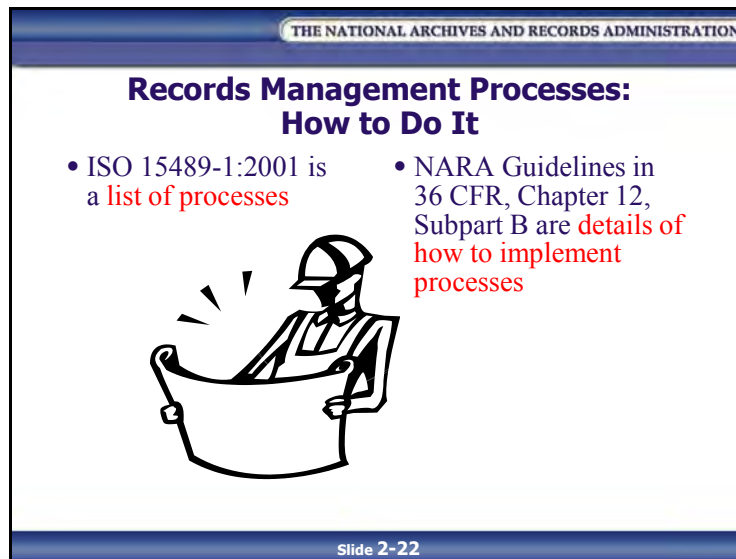 THE NATIONAL ARCHIVES AND RECORDS ADMINISTRATION
Records Management Processes:
How to Do It
• ISO 15489-1:2001 is
a list of processes
• NARA Guidelines in
36 CFR, Chapter 12,
Subpart B are details of
how to implement
processes
Slide 2-22